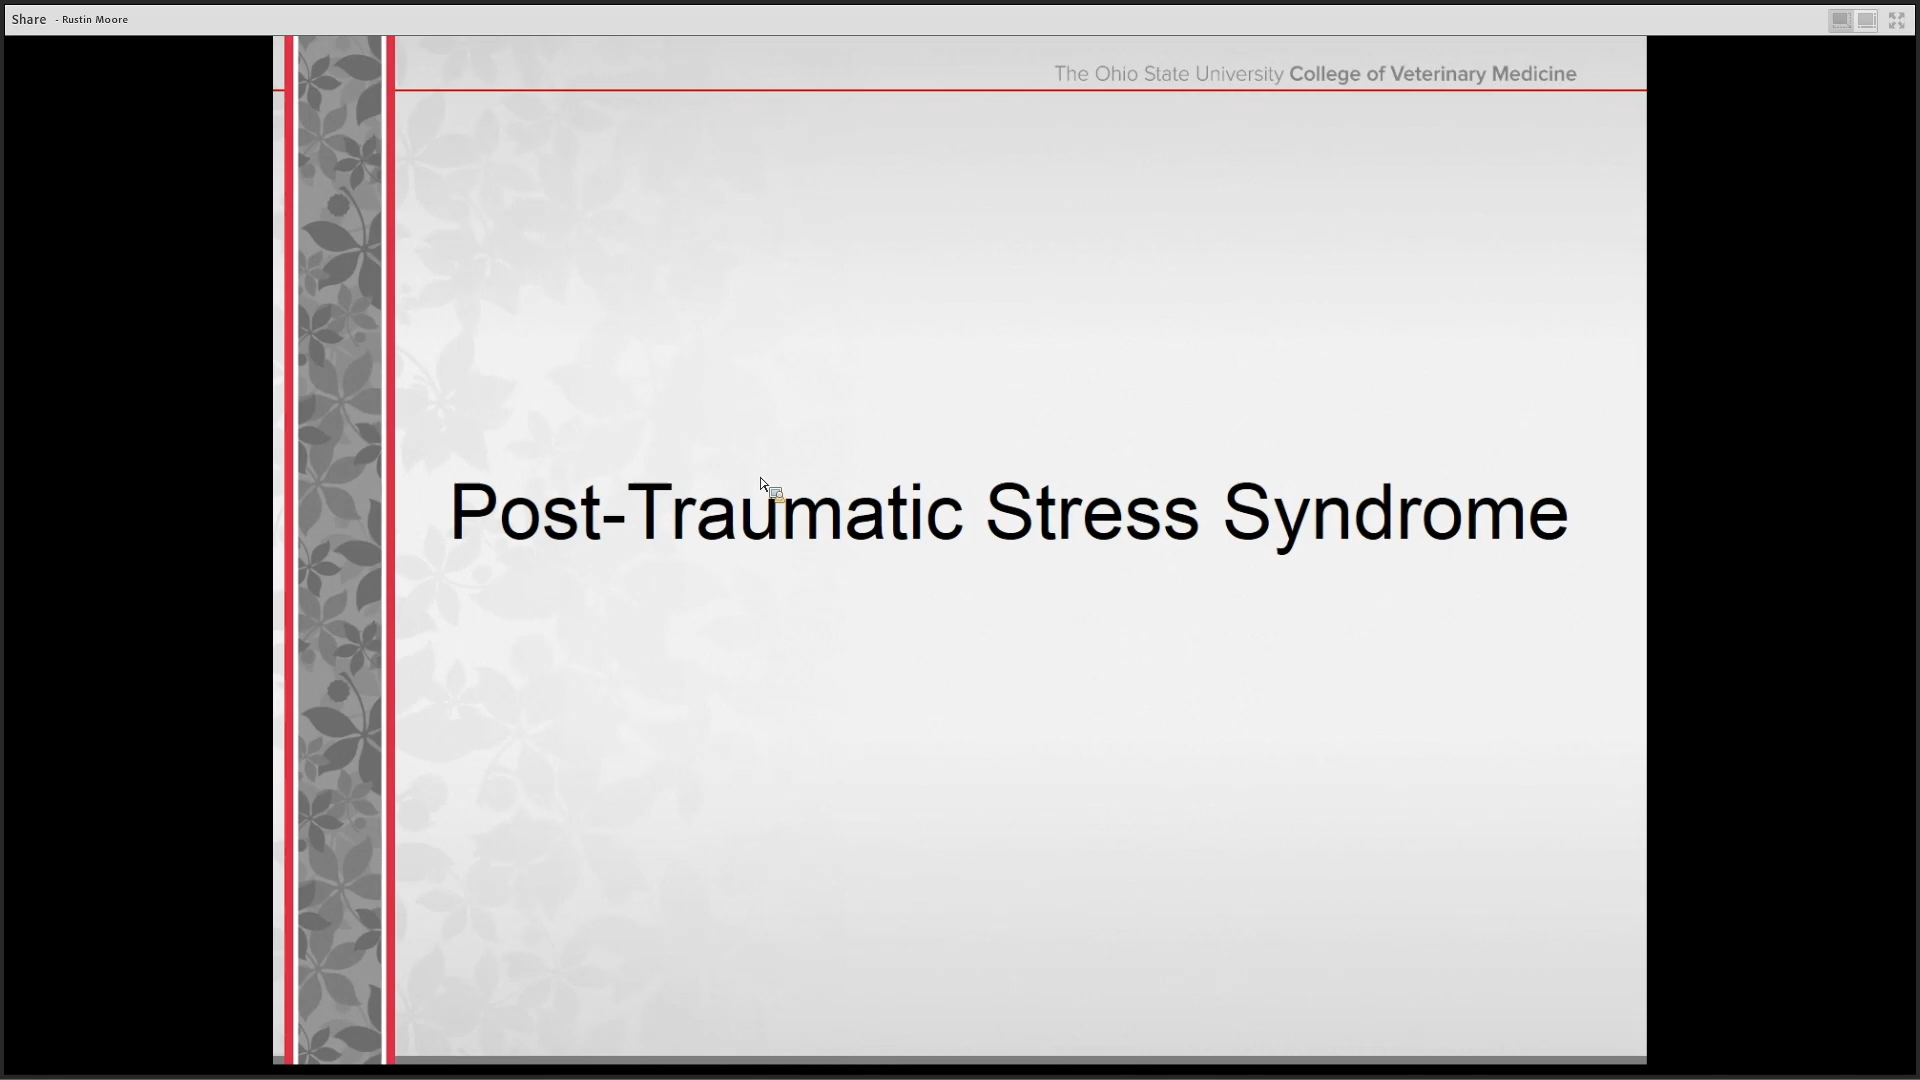 Share - Rustin Moore
The Ohio State University College of Veterinary Medicine
Post-Traumatic Stress Syndrome